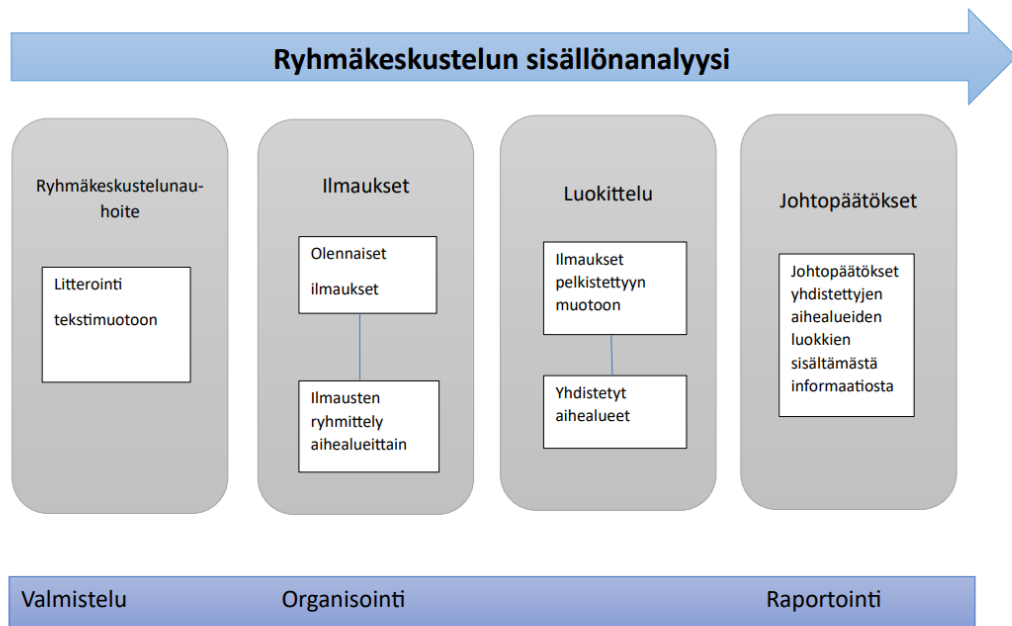 Ryhmäkeskustelun sisällönanalyysi
Ryhmäkeskustelunau-
hoite
Litterointi
tekstimuotoon
Ilmaukset
Olennaiset
ilmaukset
Ilmausten
ryhmittely
aihealueittain
Luokittelu
Ilmaukset
pelkistettyyn
muotoon
Yhdistetyt
aihealueet
Johtopäätökset
Johtopäätökset
yhdistettyjen
aihealueiden
luokkien
sisältämästä
informaatiosta
Valmistelu
Organisointi
Raportointi